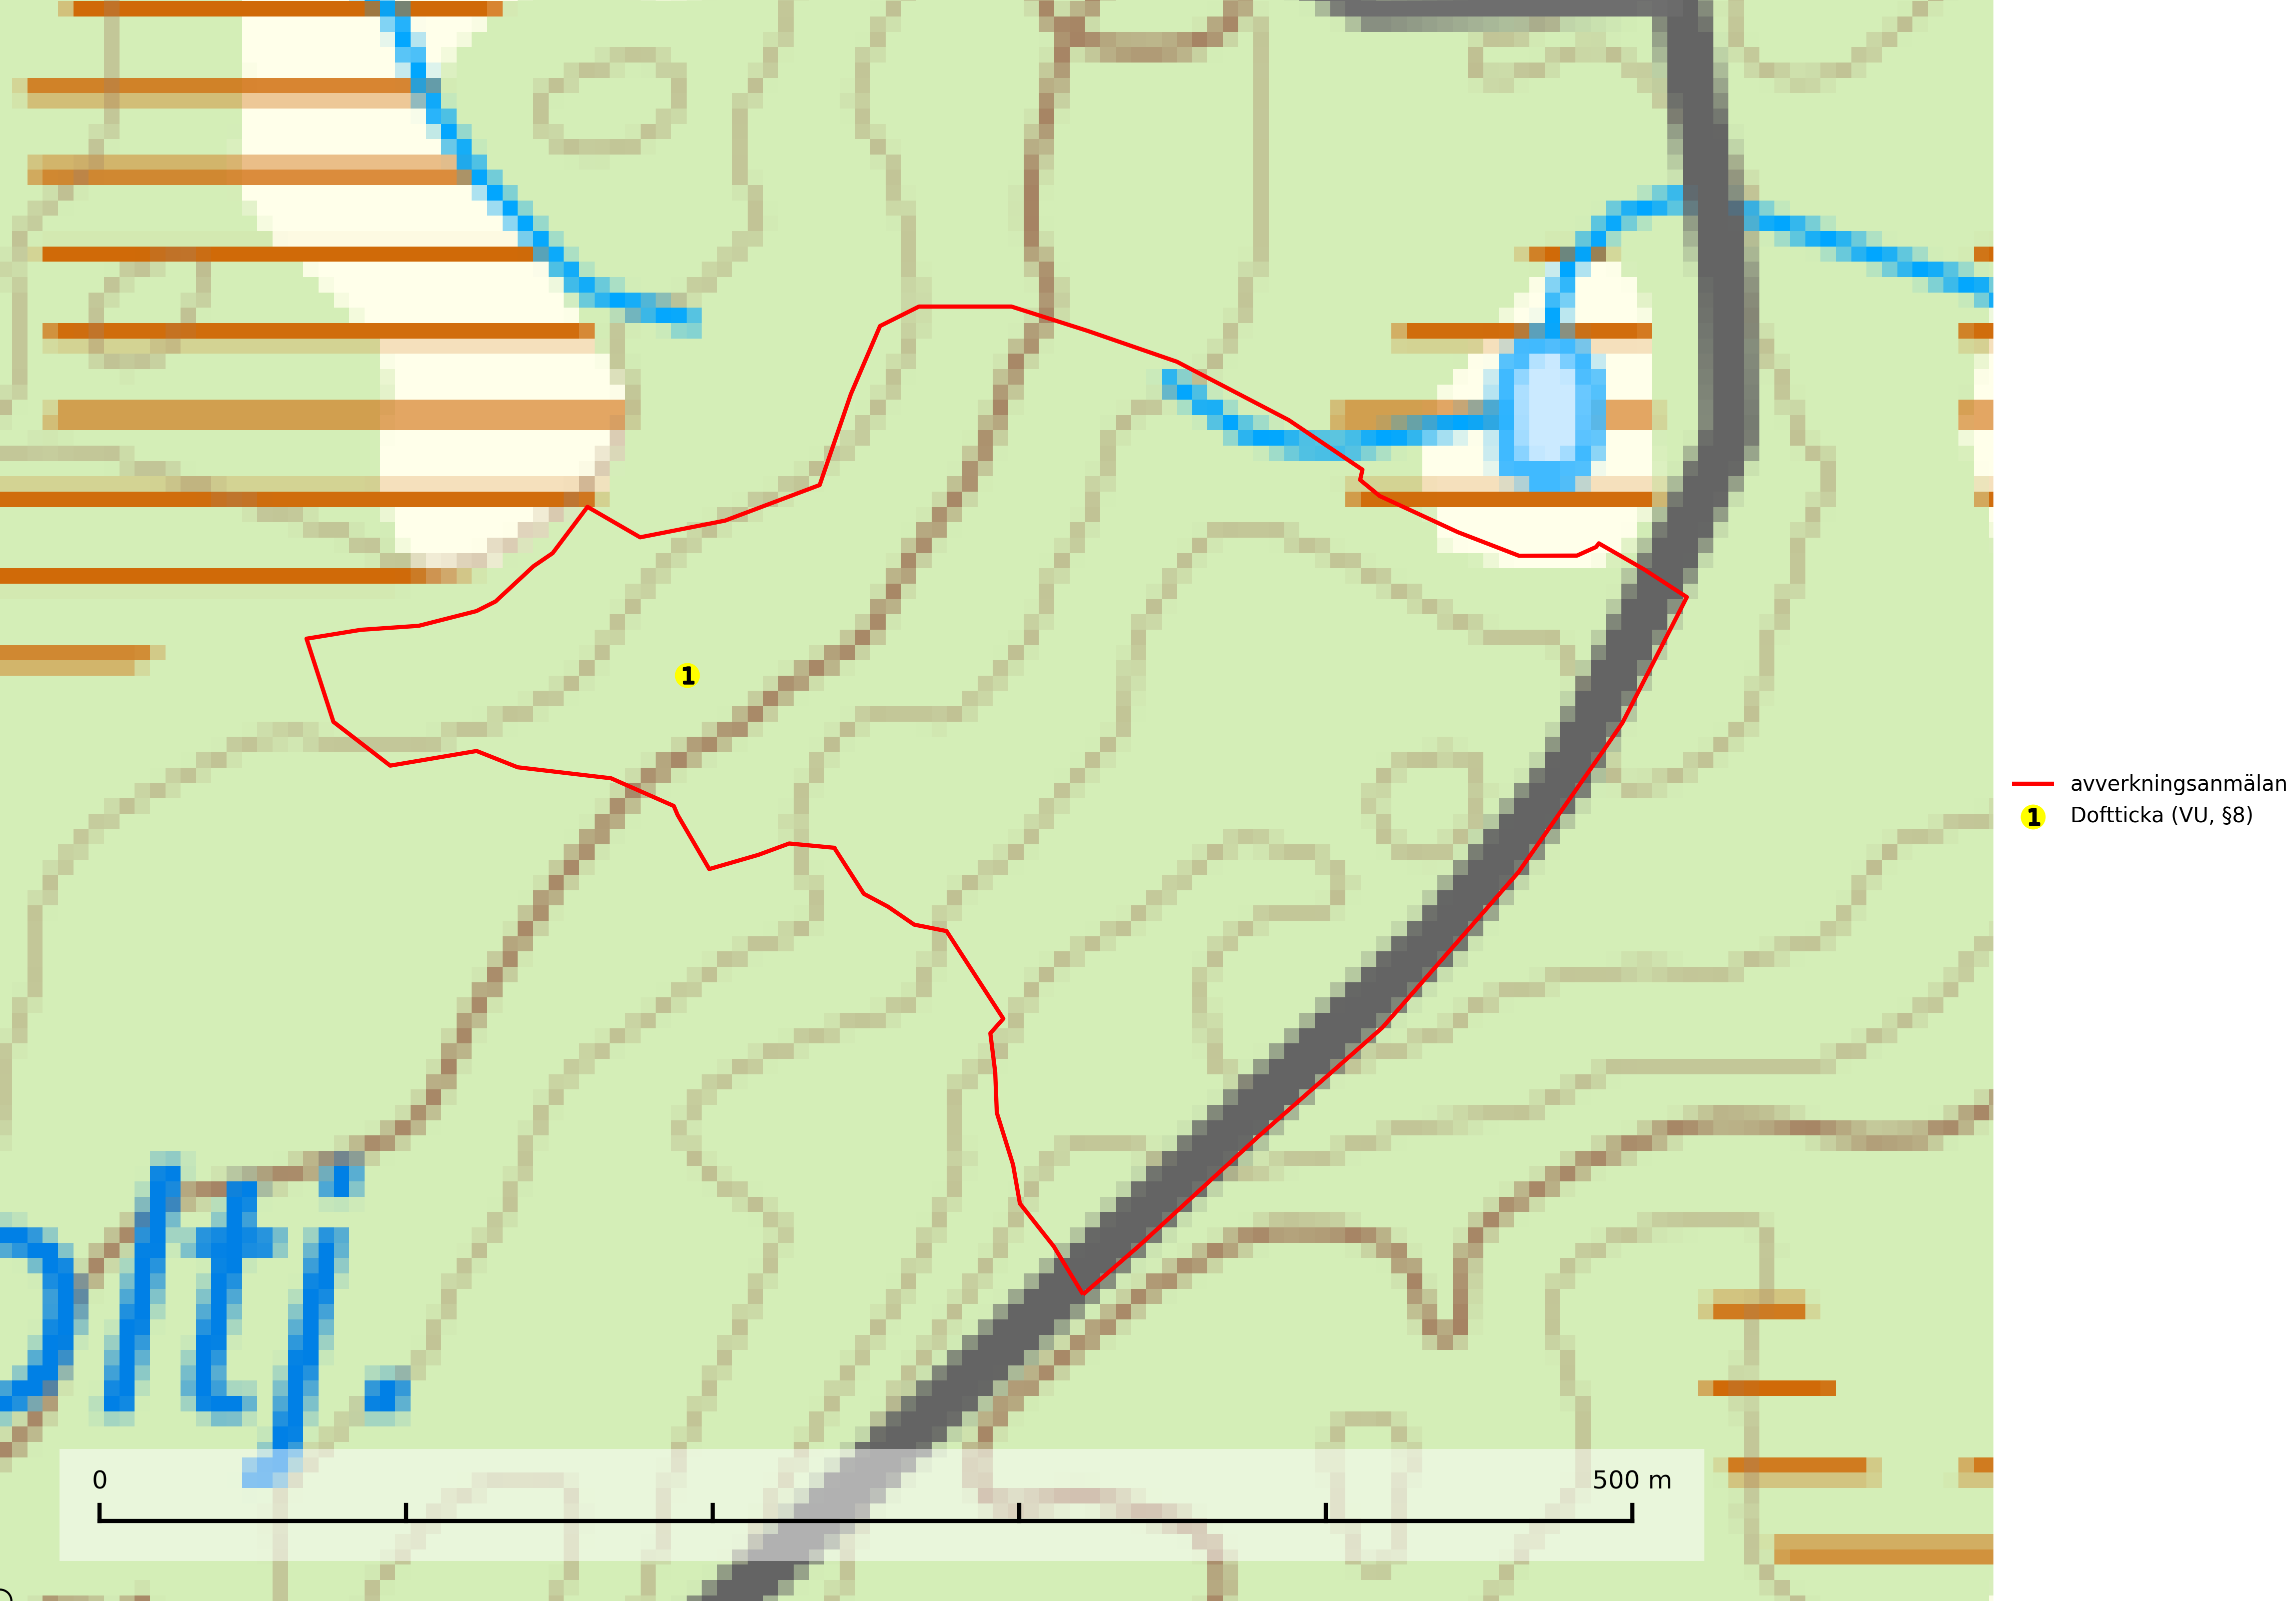 1
avverkningsanmälan
1 Doftticka (VU, §8)
0 500 m